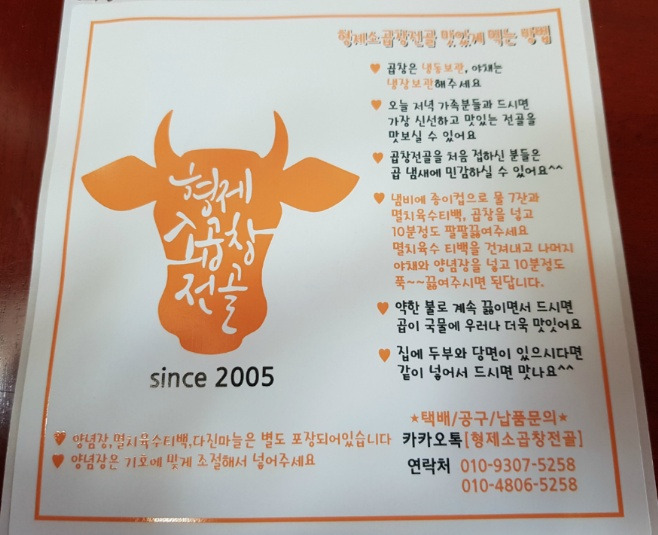 형제소곱창전골 맛있게 먹는 방법
♥ 곱창은 냉동보관, 야채는
냉장보관해주세요
♥ 오늘 저녁 가족분들과 드시면
가장 신선하고 맛있는 전골을
맛보실 수 있어요
♥ 곱창전골을 처음 접하신 분들은
곱 냄새에 민감하실 수 있어요^^
♥ 냄비에 종이컵으로 물 7잔과
멸치육수티백, 곱창을 넣고
10분정도 팔팔끓여주세요
멸치육수 티백을 건져내고 나머지
야채와 양념장을 넣고 10분정도
푹~~끓여주시면 된답니다.
♥ 약한 불로 계속 끓이면서 드시면
곱이 국물에 우러나 더욱 맛잇어요
♥ 집에 두부와 당면이 있으시다면
같이 넣어서 드시면 맛나요^^
형제
소곱창
전골
since 2005
♥ 양념장,멸치육수티백,다진마늘은 별도 포장되어있습니다
♥ 양념장은 기호에 맞게 조절해서 넣어주세요
★택배/공구/납품문의★
카카오톡[형제소곱창전골]
연락처 010-9307-5258
010-4806-5258